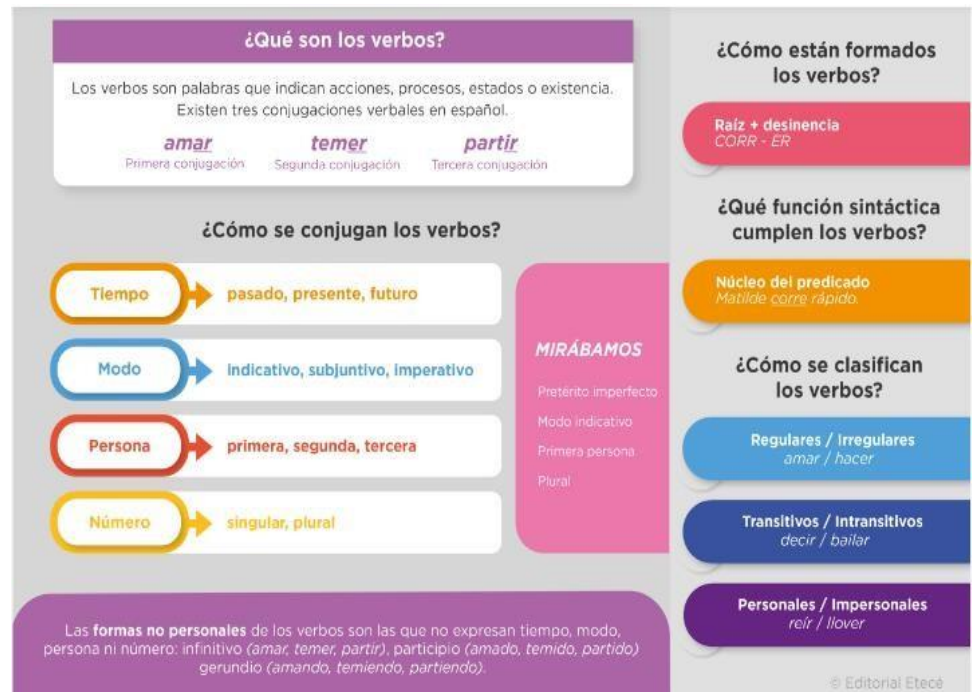 ¿Qué son los verbos?
Los verbos son palabras que indican acciones, procesos, estados o existencia.
Existen tres conjugaciones verbales en español.
amar
Primera conjugación
temer
Segunda conjugación
partir
Tercera conjugación
¿Cómo se conjugan los verbos?
Tiempo
pasado, presente, futuro
Modo
indicativo, subjuntivo, imperativo
Persona
primera, segunda, tercera
Número
singular, plural
MIRÁBAMOS
Pretérito imperfecto
Modo indicativo
Primera persona
Plural
Las formas no personales de los verbos son las que no expresan tiempo, modo,
persona ni número: infinitivo (amar, temer, partir), participio (amado, temido, partido)
gerundio (amando, temiendo, partiendo).
¿Cómo están formados
los verbos?
Raíz + desinencia
CORR - ER
¿Qué función sintáctica
cumplen los verbos?
Núcleo del predicado
Matilde corre rápido.
¿Cómo se clasifican
los verbos?
Regulares / Irregulares
amar / hacer
Transitivos / Intransitivos
decir / bailar
Personales / Impersonales
reír / llover
© Editorial Etecé